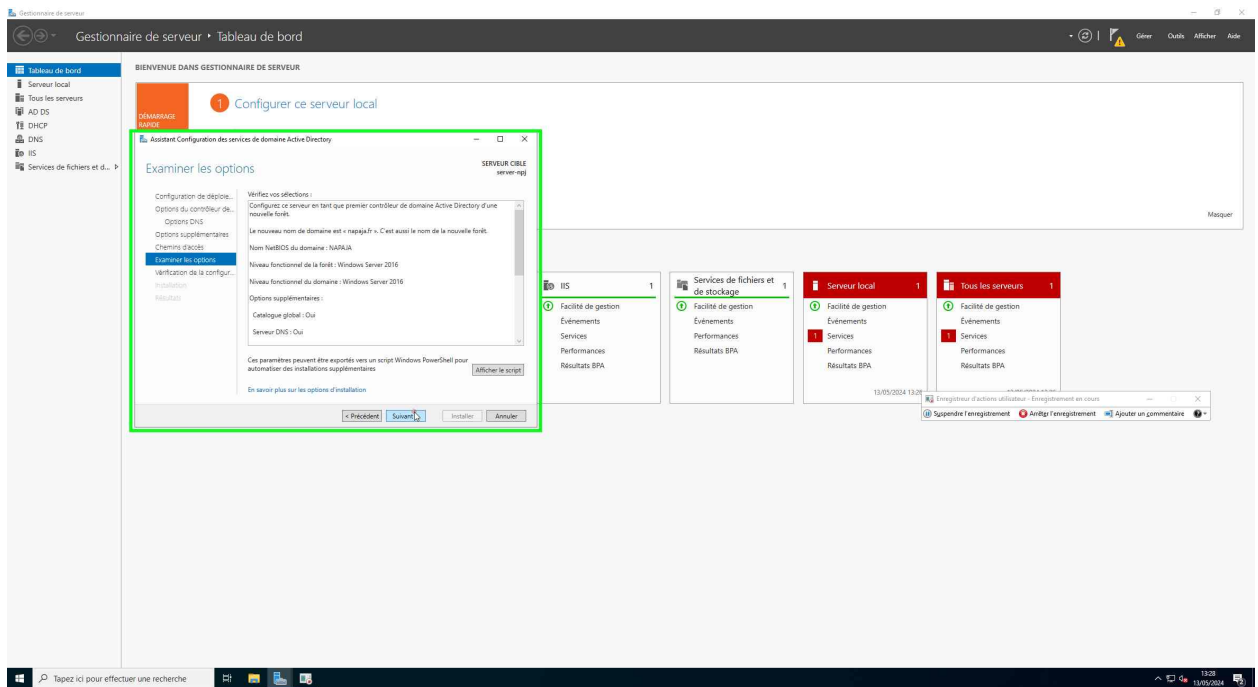 Gestionnaire de serveur
Gestionnaire de serveur ‣ Tableau de bord
Gérer Outils Afficher Aide
Tableau de bord
Serveur local
Tous les serveurs
AD DS
DHCP
DNS
IIS
Services de fichiers et d...
BIENVENUE DANS GESTIONNAIRE DE SERVEUR
DÉMARRAGE
RAPIDE
1 Configurer ce serveur local
Masquer
Assistant Configuration des services de domaine Active Directory
Examiner les options
SERVEUR CIBLE
server-npj
Configuration de déploie...
Options du contrôleur de...
Options DNS
Options supplémentaires
Chemins d'accès
Examiner les options
Vérification de la configur...
Installation
Résultats
Vérifiez vos sélections :
Configurez ce serveur en tant que premier contrôleur de domaine Active Directory d'une
nouvelle forêt.
Le nouveau nom de domaine est « napaja.fr ». C'est aussi le nom de la nouvelle forêt.
Nom NetBIOS du domaine : NAPAJA
Niveau fonctionnel de la forêt : Windows Server 2016
Niveau fonctionnel du domaine : Windows Server 2016
Options supplémentaires :
Catalogue global : Oui
Serveur DNS : Oui
Ces paramètres peuvent être exportés vers un script Windows PowerShell pour
automatiser des installations supplémentaires
Afficher le script
En savoir plus sur les options d'installation
< Précédent Suivant > Installer Annuler
IIS 1
Facilité de gestion
Événements
Services
Performances
Résultats BPA
Services de fichiers et
de stockage 1
Facilité de gestion
Événements
Performances
Résultats BPA
Serveur local 1
Facilité de gestion
Événements
1 Services
Performances
Résultats BPA
13/05/2024 13:26
Tous les serveurs 1
Facilité de gestion
Événements
1 Services
Performances
Résultats BPA
Enregistreur d'actions utilisateur - Enregistrement en cours
Suspendre l'enregistrement Arrêter l'enregistrement Ajouter un commentaire
Tapez ici pour effectuer une recherche
13:28
13/05/2024